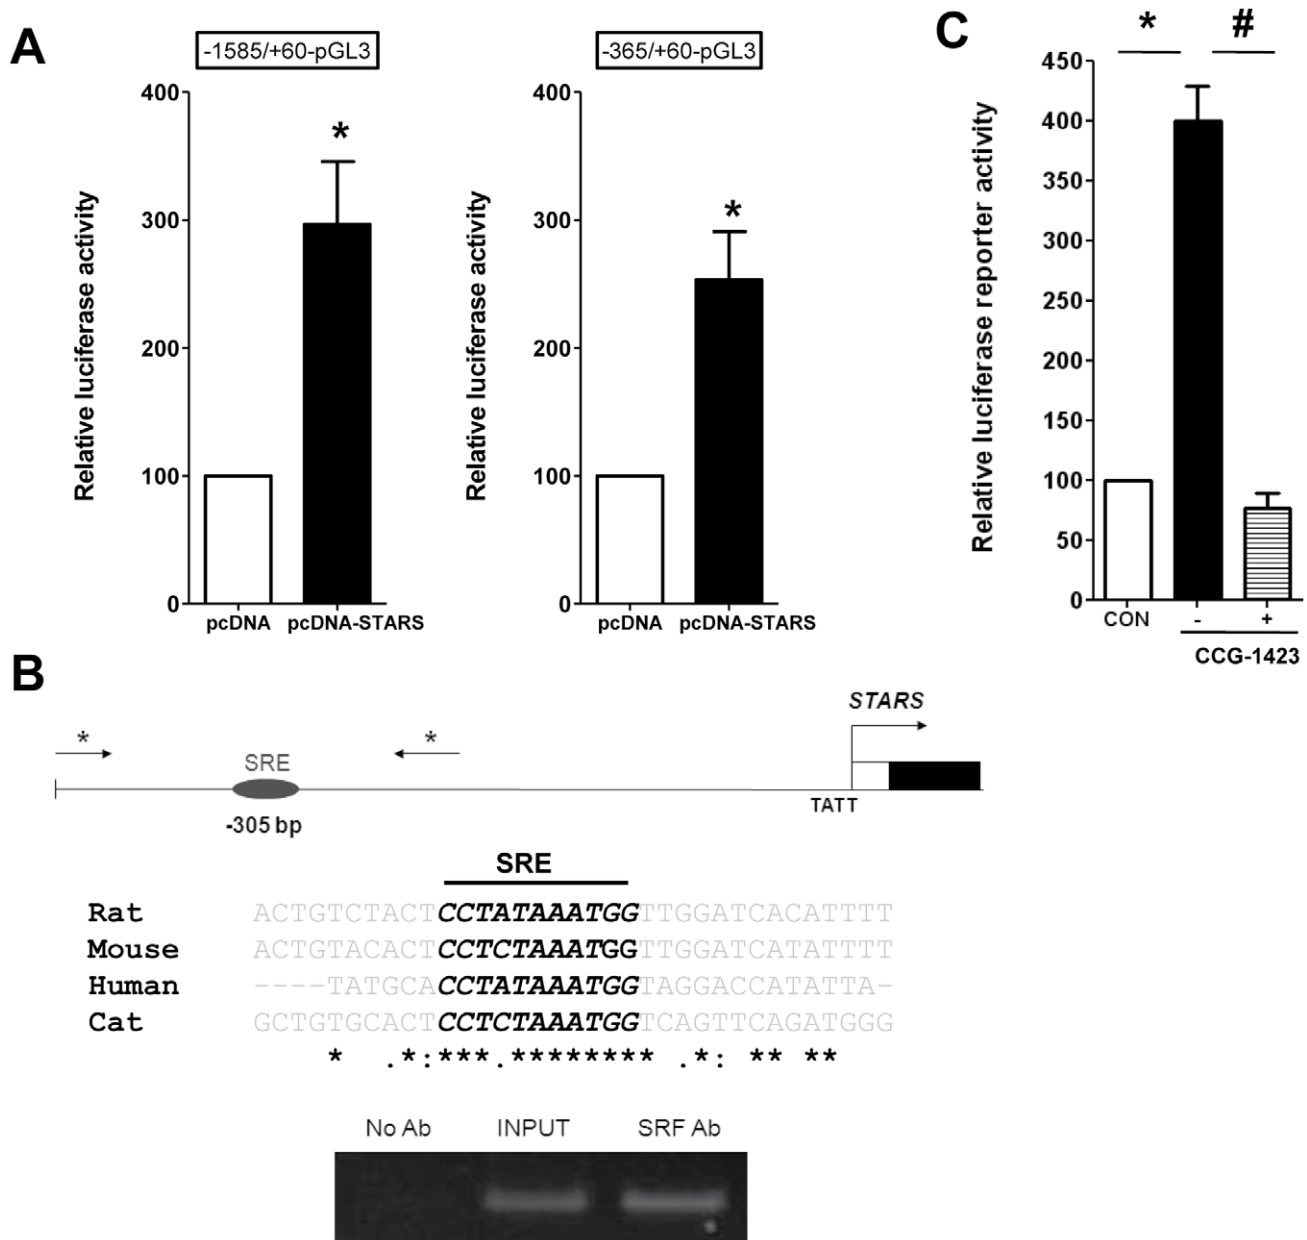 A
-1585/+60-pGL3
Relative luciferase activity
400
300
200
100
0
pcDNA pcDNA-STARS
*
-365/+60-pGL3
Relative luciferase activity
400
300
200
100
0
pcDNA pcDNA-STARS
*
C
* #
Relative luciferase reporter activity
450
400
350
300
250
200
150
100
50
0
CON - +
CCG-1423
B
STARS
* *
SRE
-305 bp
TATT
SRE
Rat ACTGTCTACTCCTATAAATGGTTGGATCACATTTT
Mouse ACTGTACACTCCTCTAAATGGTTGGATCATATTTT
Human ----TATGCACCTATAAATGGTAGGACCATATTA-
Cat GCTGTGCACTCCTCTAAATGGTCAGTTCAGATGGG
* .*:***.******** .*: ** **
No Ab INPUT SRF Ab